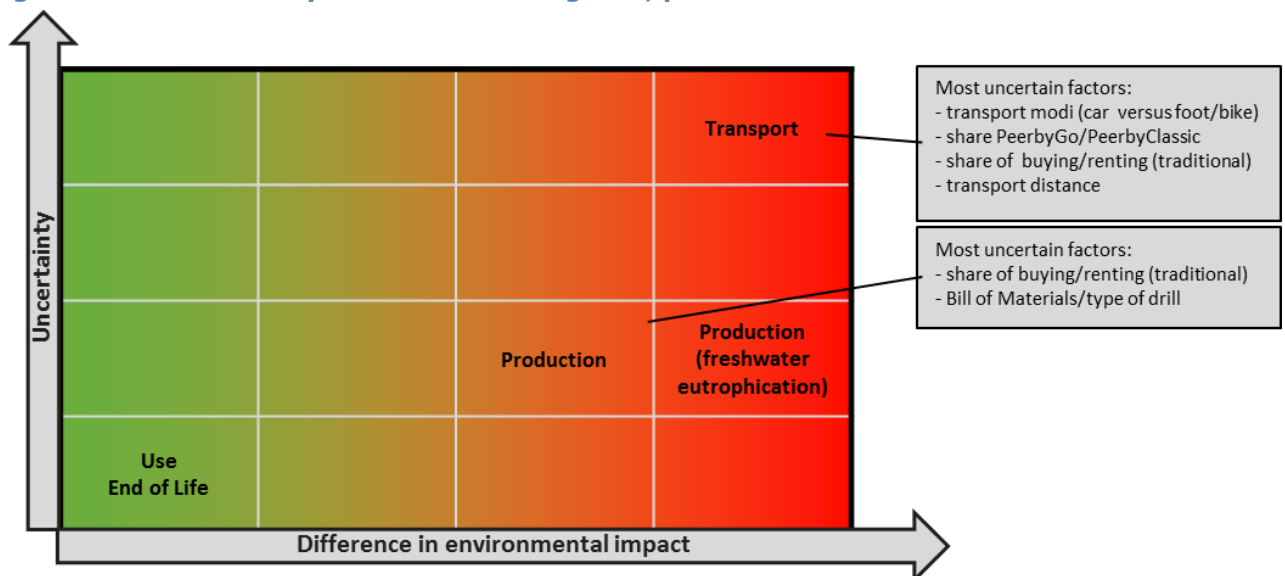 Uncertainty
Transport
Production
Production
(freshwater
eutrophication)
Use
End of Life
Difference in environmental impact
Most uncertain factors:
- transport modi (car versus foot/bike)
- share PeerbyGo/PeerbyClassic
- share of buying/renting (traditional)
- transport distance
Most uncertain factors:
- share of buying/renting (traditional)
- Bill of Materials/type of drill